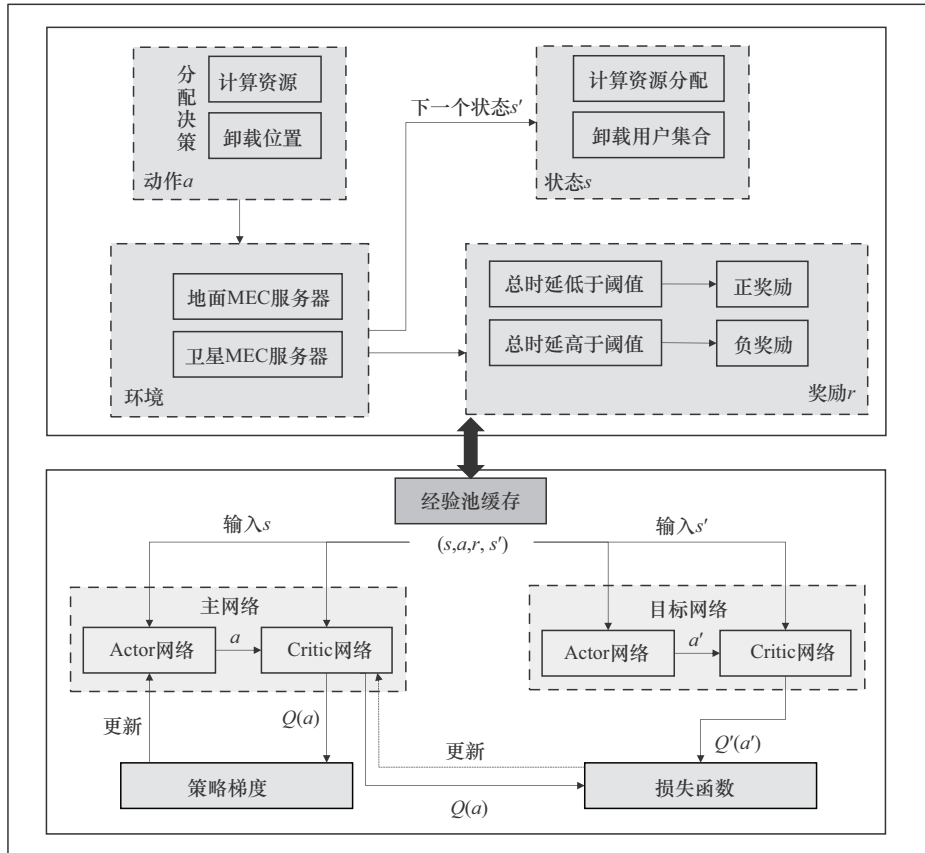 分配决策
计算资源
卸载位置
动作a
下一个状态s′
计算资源分配
卸载用户集合
状态s
地面MEC服务器
卫星MEC服务器
环境
总时延低于阈值
正奖励
总时延高于阈值
负奖励
奖励r
经验池缓存
输入s
(s,a,r, s′)
输入s′
主网络
Actor网络
a
Critic网络
目标网络
Actor网络
a′
Critic网络
更新
Q(a)
更新
Q′(a′)
策略梯度
Q(a)
损失函数